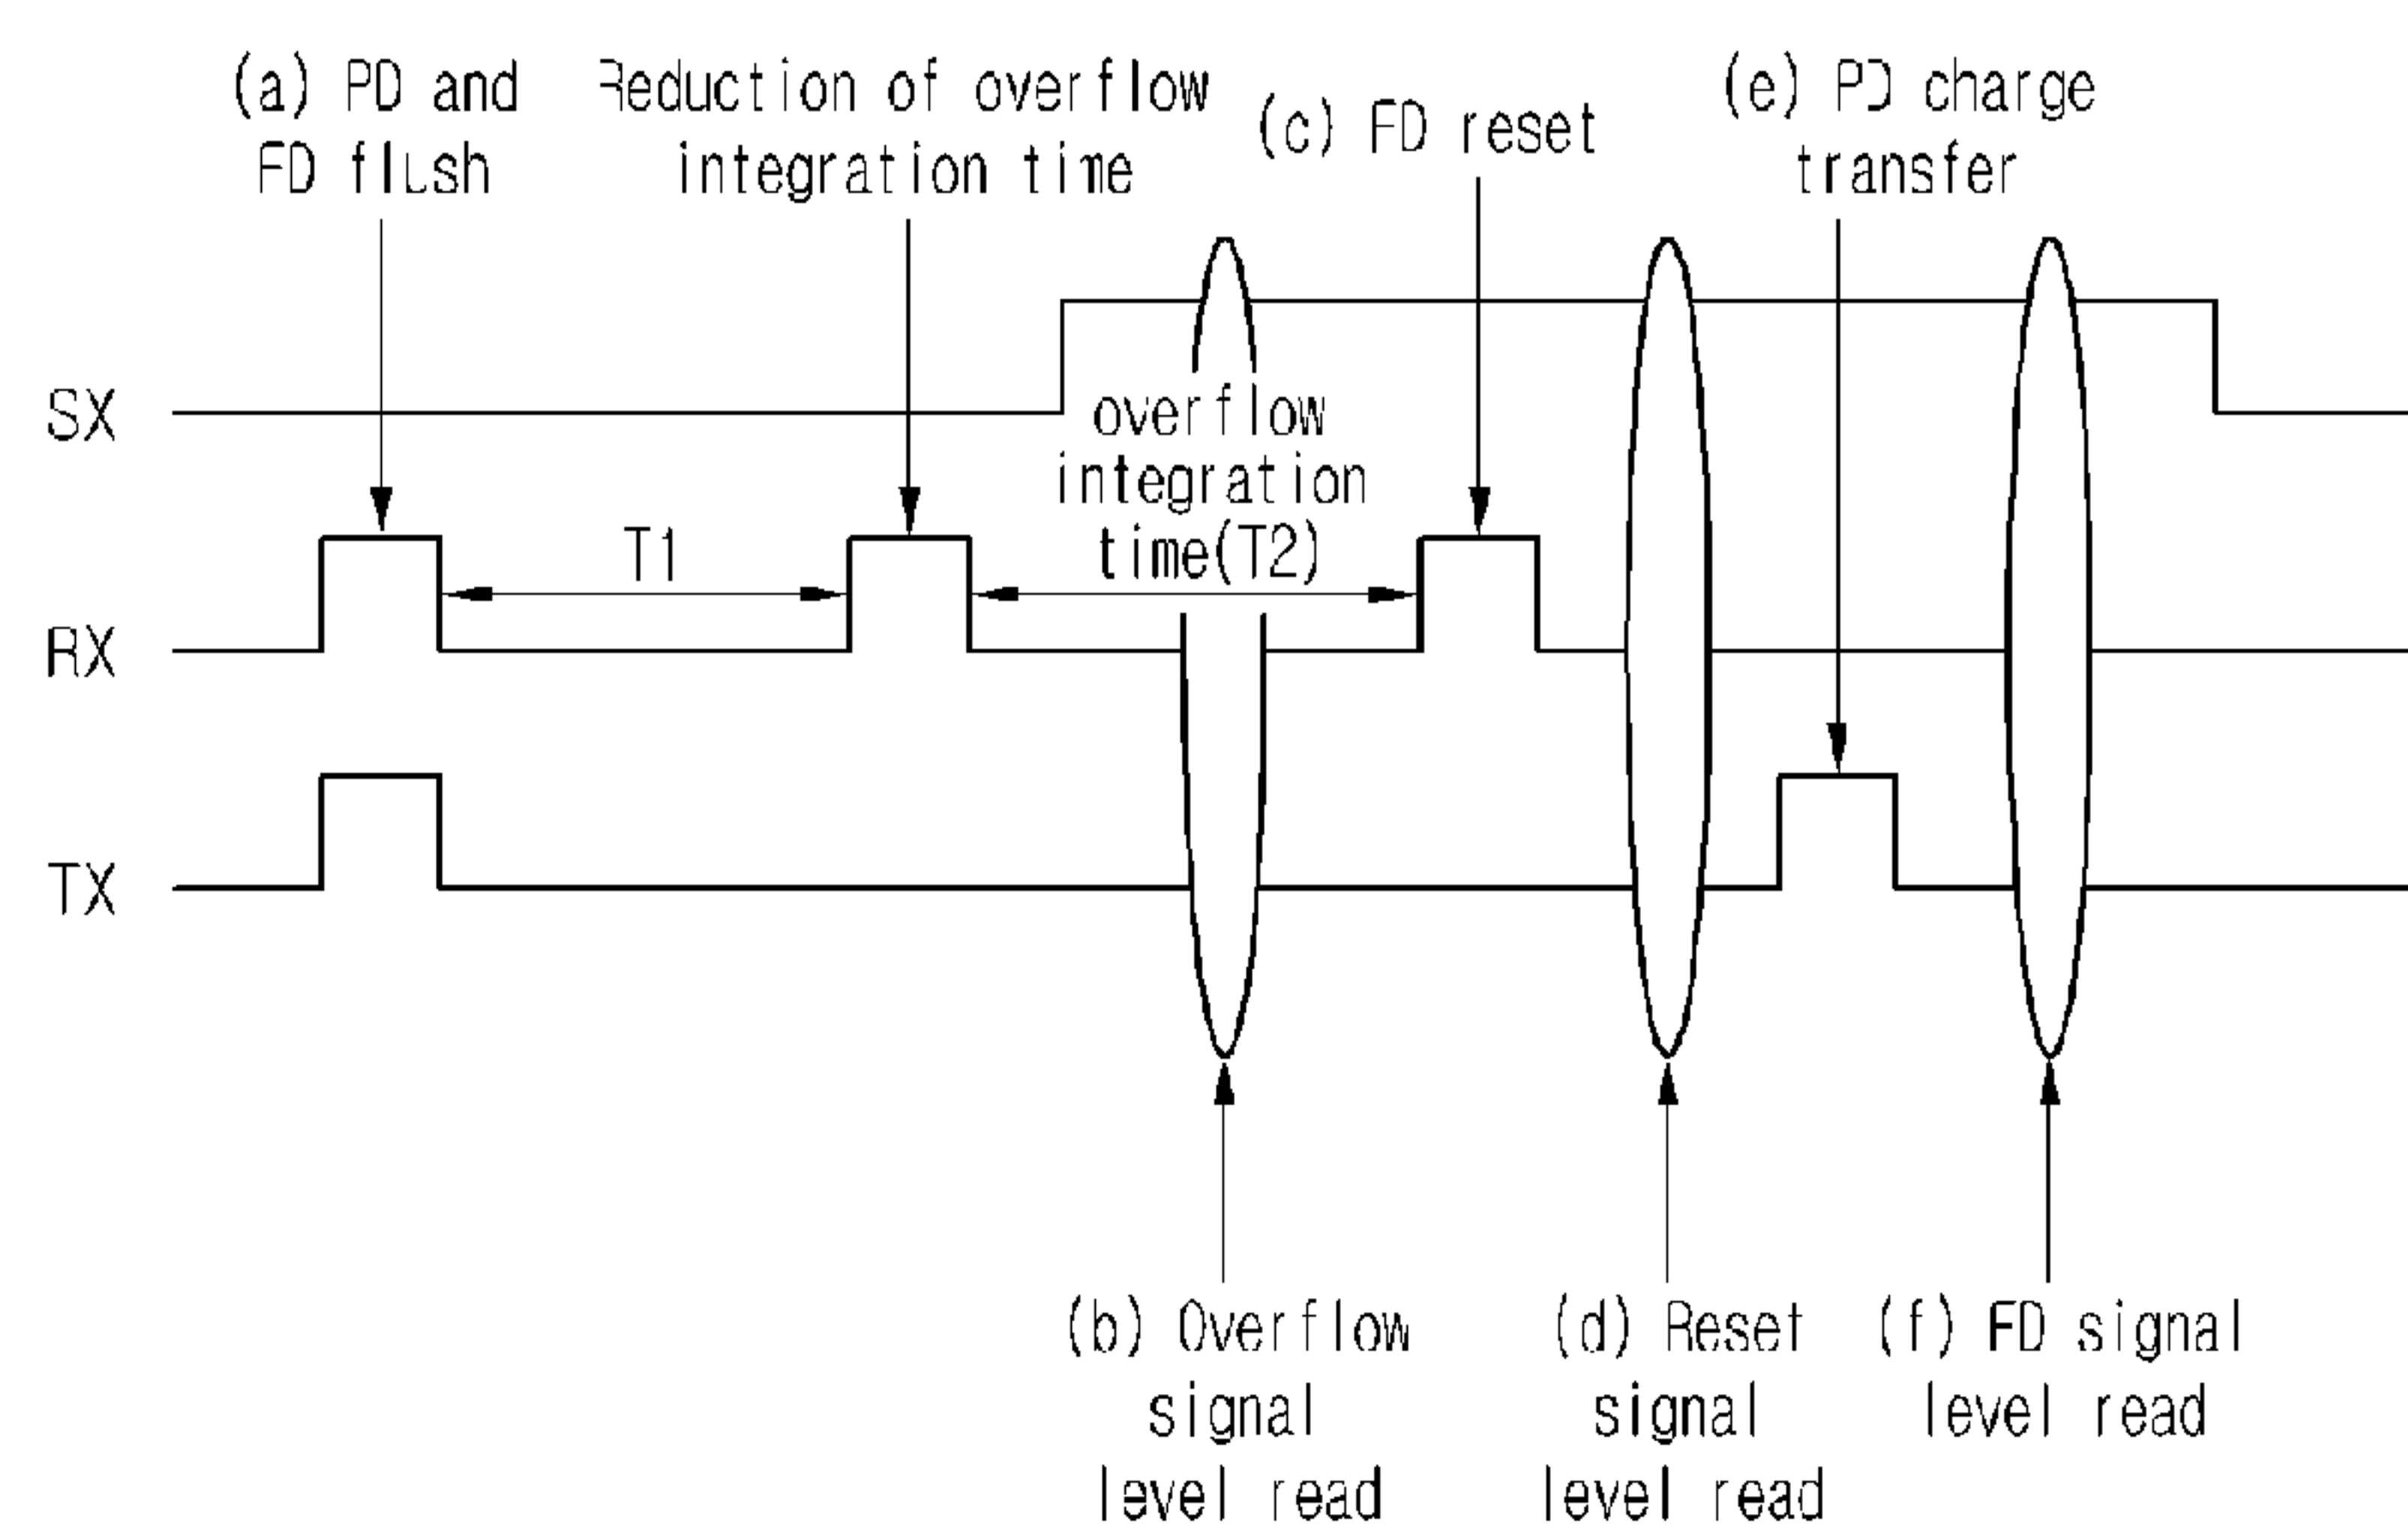 (a) PD and
FD flush
Reduction of overflow
integration time
(c) FD reset
(e) PD charge
transfer
SX
overflow
integration
time(T2)
T1
RX
TX
(b) Overflow
signal
level read
(d) Reset
signal
level read
(f) FD signal
level read